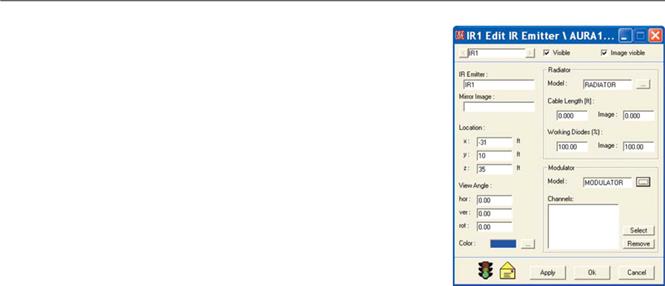 IR1 Edit IR Emitter \ AURA1...
IR1
Visible
Image visible
IR Emitter :
IR1
Mirror Image :
Location :
x : -31 ft
y : 10 ft
z : 35 ft
View Angle :
hor : 0.00
ver : 0.00
rot : 0.00
Color : ...
Radiator
Model : RADIATOR ...
Cable Length [ft] :
0.000 Image : 0.000
Working Diodes [%] :
100.00 Image : 100.00
Modulator
Model : MODULATOR ...
Channels:
Select
Remove
Apply
Ok
Cancel